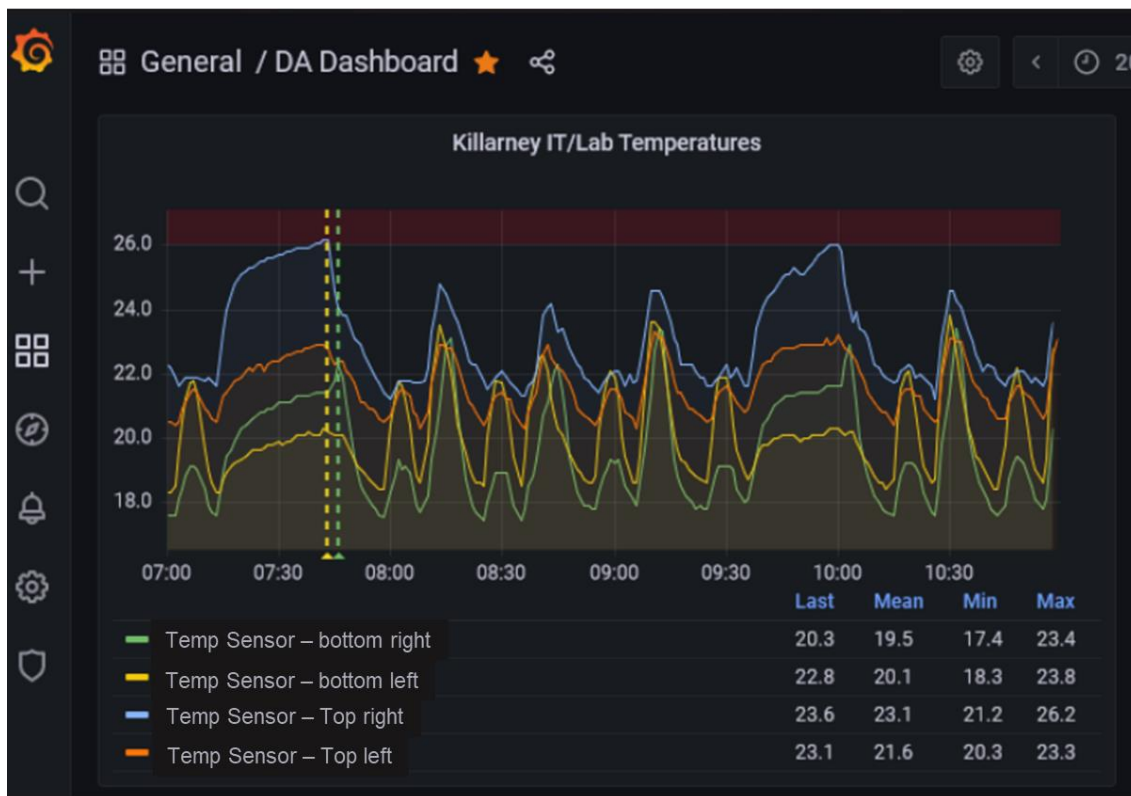 General / DA Dashboard
Killarney IT/Lab Temperatures
26.0
24.0
22.0
20.0
18.0
07:00 07:30 08:00 08:30 09:00 09:30 10:00 10:30
Last Mean Min Max
Temp Sensor – bottom right 20.3 19.5 17.4 23.4
Temp Sensor – bottom left 22.8 20.1 18.3 23.8
Temp Sensor – Top right 23.6 23.1 21.2 26.2
Temp Sensor – Top left 23.1 21.6 20.3 23.3